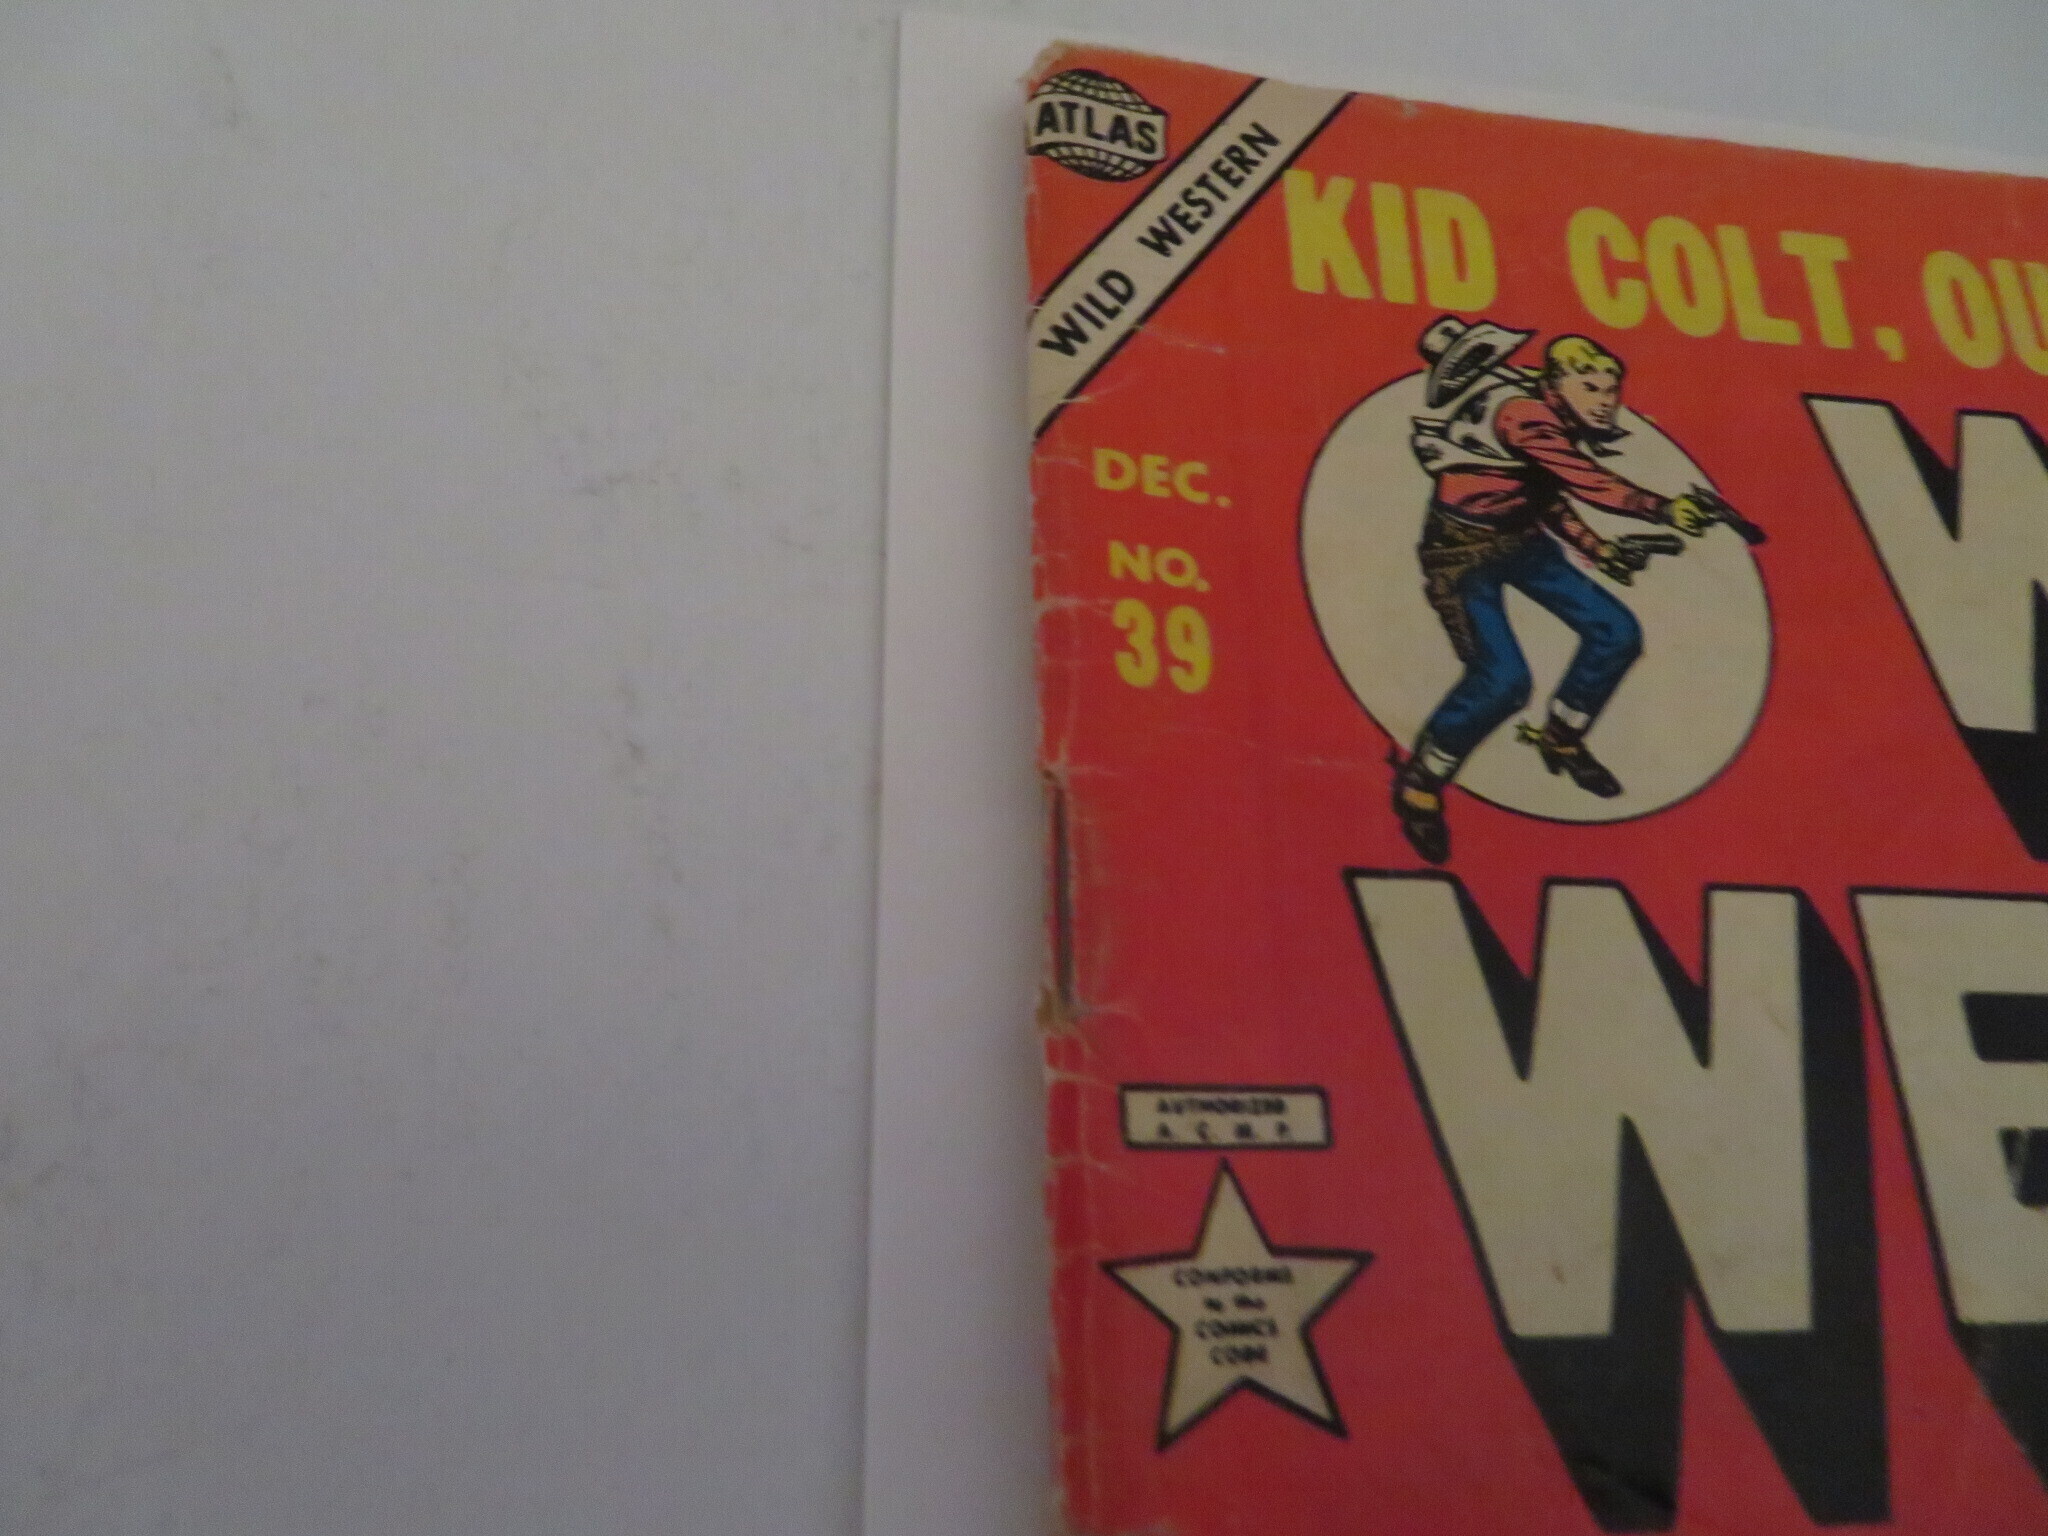 ATLAS
WILD WESTERN
KID COLT, OU
DEC.
NO.
39
W
WE
AUTHORIZED
A. C. M. P.
CONFORMS
to the
COMICS
CODE